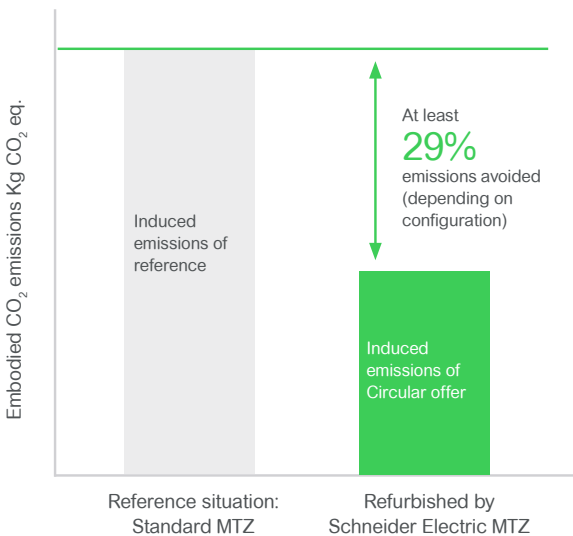 Embodied CO₂ emissions Kg CO₂ eq.
At least
29%
emissions avoided
(depending on
configuration)
Induced
emissions of
reference
Induced
emissions of
Circular offer
Reference situation:
Standard MTZ
Refurbished by
Schneider Electric MTZ